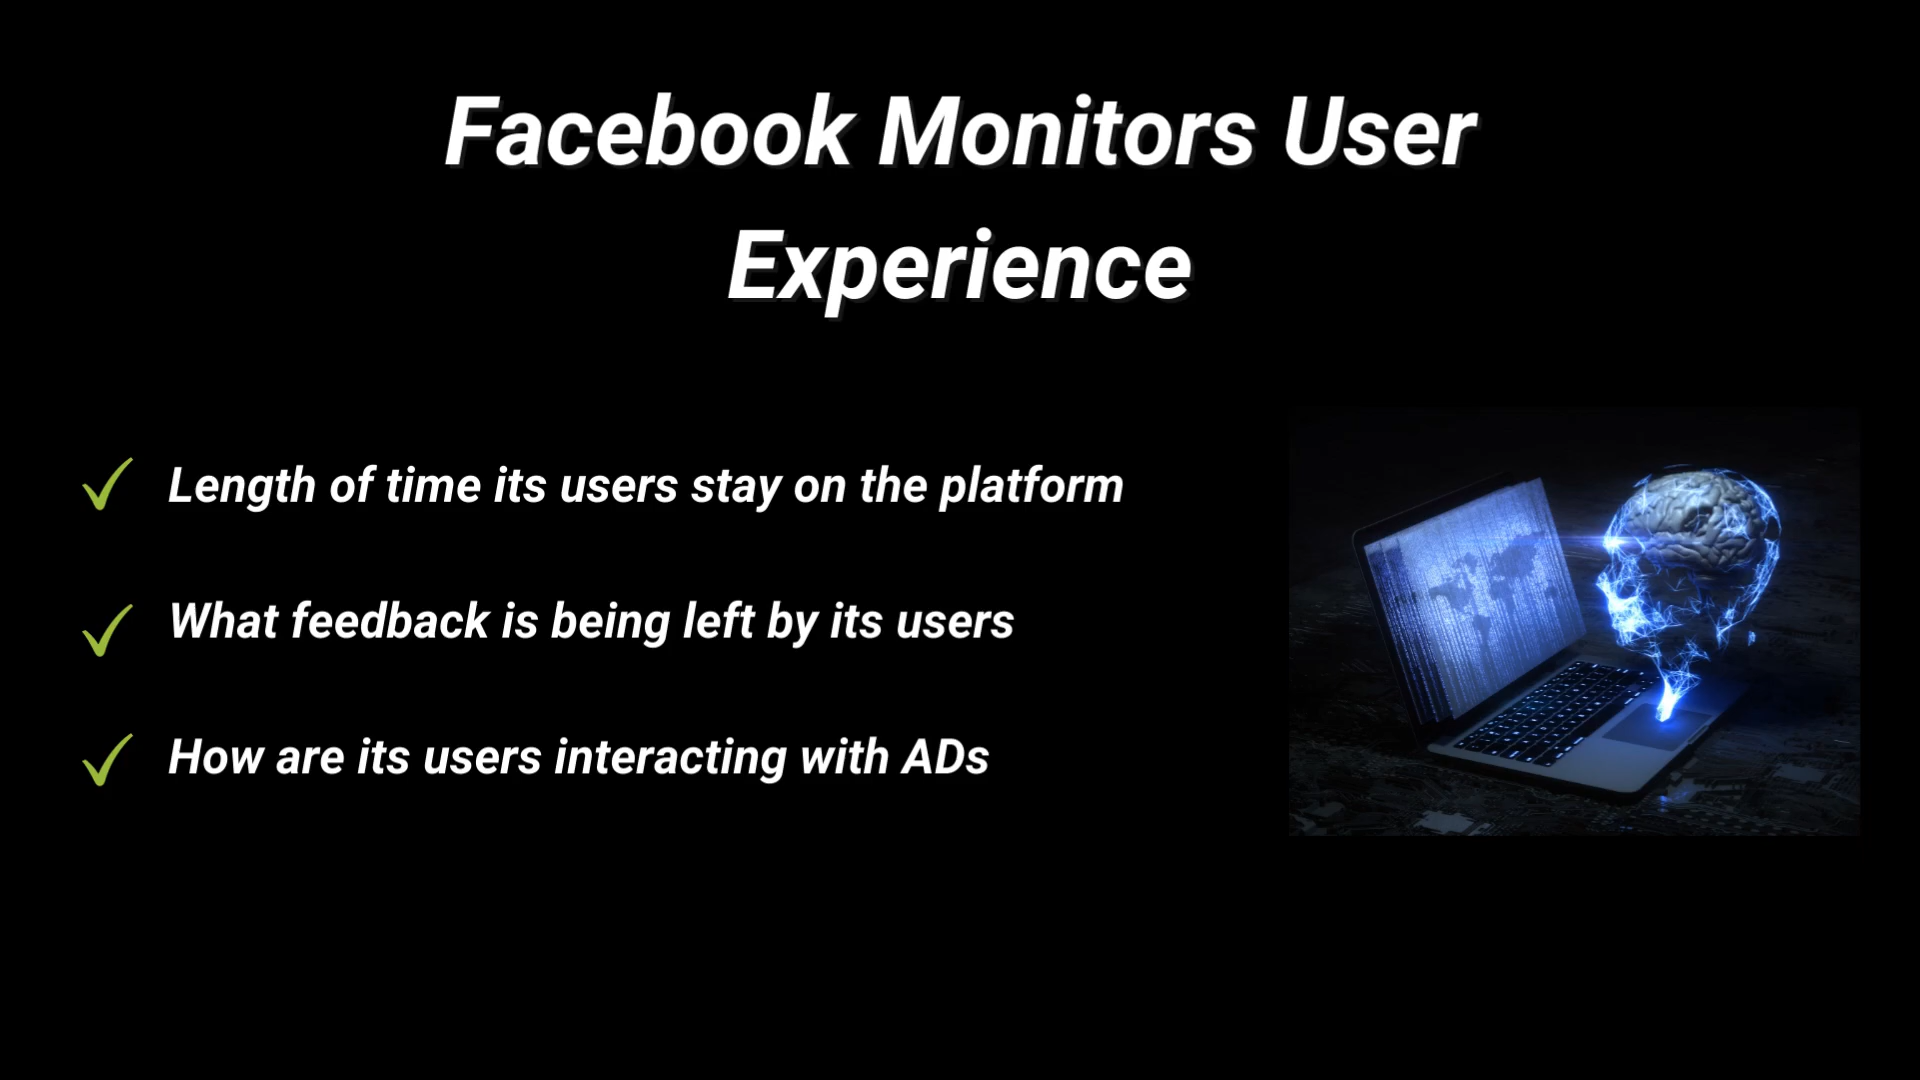 Facebook Monitors User
Experience
Length of time its users stay on the platform
What feedback is being left by its users
How are its users interacting with ADs